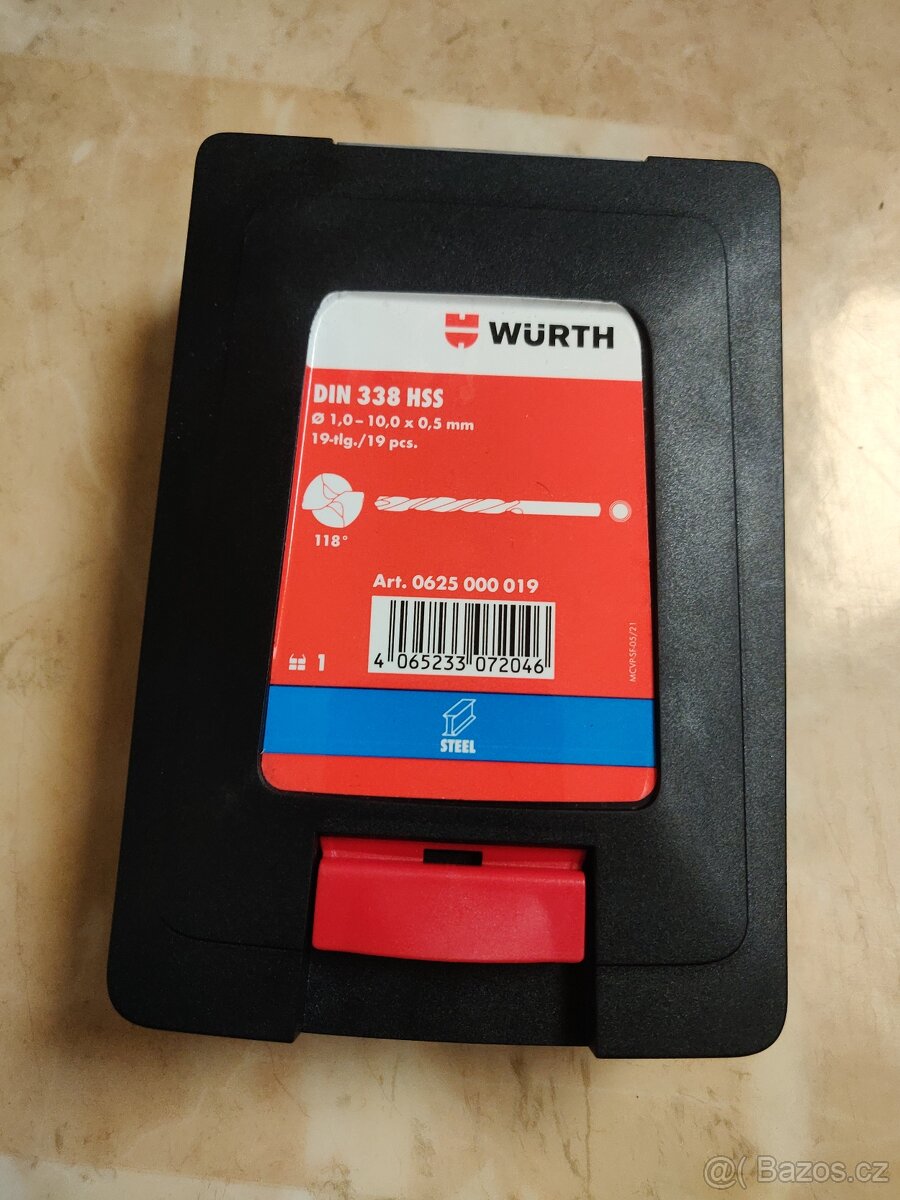 WÜRTH
DIN 338 HSS
Ø 1,0 – 10,0 x 0,5 mm
19-tlg./19 pcs.
118°
Art. 0625 000 019
4 065233 072046
1
MCVP-SF-05/21
STEEL
@( Bazos.cz